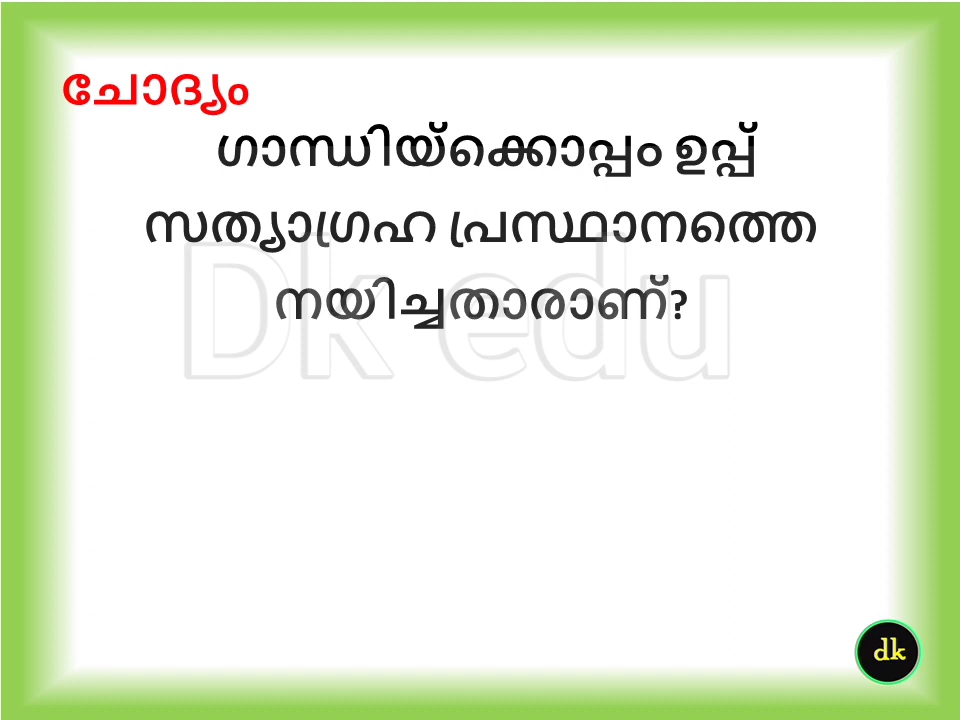 ചോദ്യം
ഗാന്ധിയ്ക്കൊപ്പം ഉപ്പ്
സത്യാഗ്രഹ പ്രസ്ഥാനത്തെ
നയിച്ചതാരാണ്?
Dk edu
dk